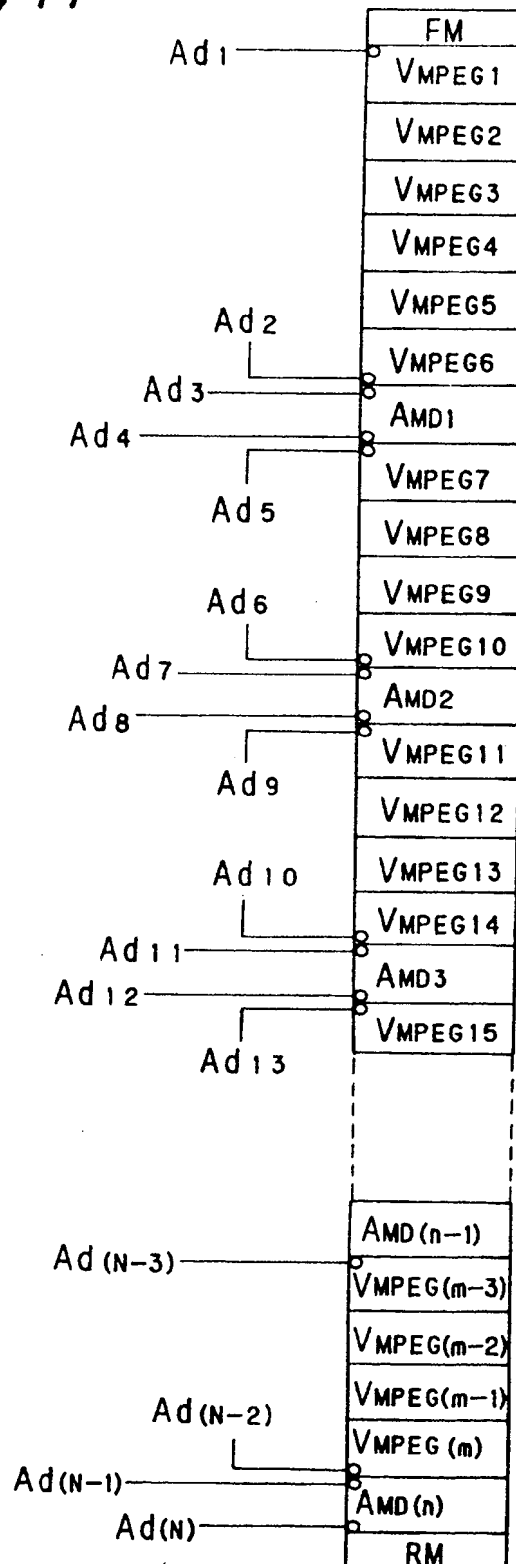 FM
Ad1
VMPEG1
VMPEG2
VMPEG3
VMPEG4
VMPEG5
Ad2
VMPEG6
Ad3
AMD1
Ad4
VMPEG7
Ad5
VMPEG8
VMPEG9
Ad6
VMPEG10
Ad7
AMD2
Ad8
VMPEG11
Ad9
VMPEG12
VMPEG13
Ad10
VMPEG14
Ad11
AMD3
Ad12
VMPEG15
Ad13
AMD(n-1)
Ad(N-3)
VMPEG(m-3)
VMPEG(m-2)
VMPEG(m-1)
Ad(N-2)
VMPEG(m)
Ad(N-1)
AMD(n)
Ad(N)
RM